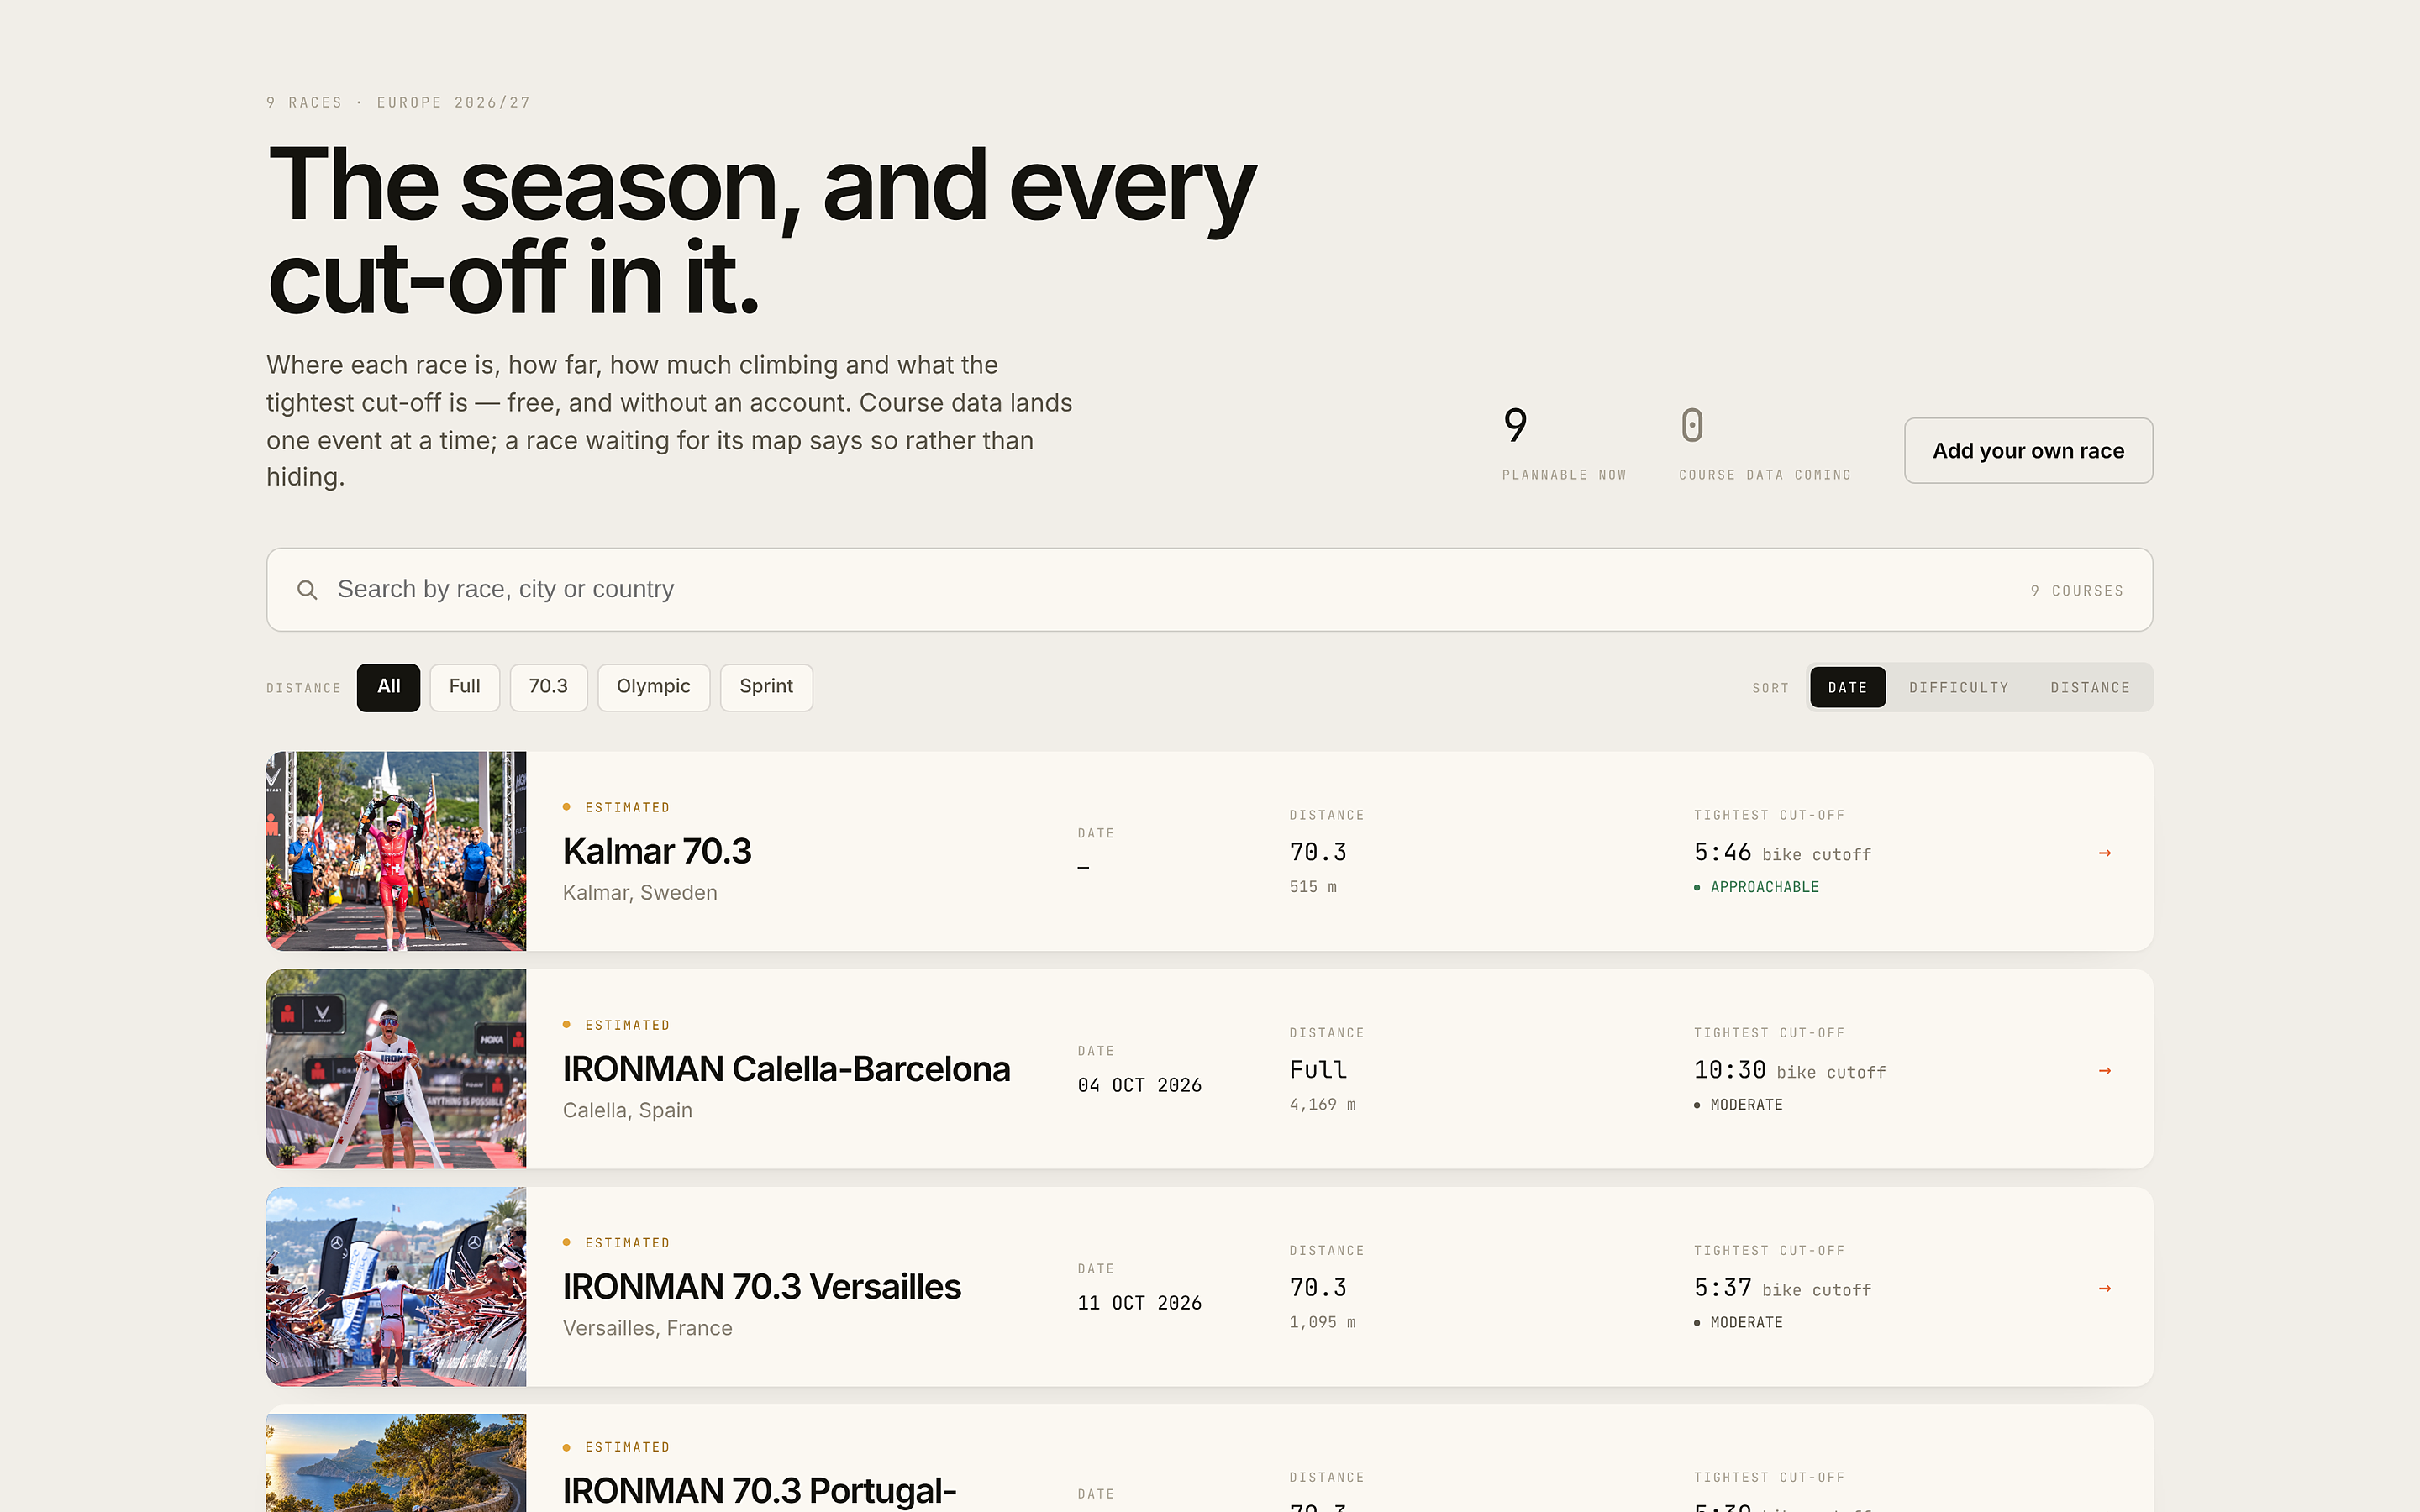 9 RACES · EUROPE 2026/27
The season, and every
cut-off in it.
Where each race is, how far, how much climbing and what the
tightest cut-off is — free, and without an account. Course data lands
one event at a time; a race waiting for its map says so rather than
hiding.
9
PLANNABLE NOW
0
COURSE DATA COMING
Add your own race
Search by race, city or country
9 COURSES
DISTANCE
All
Full
70.3
Olympic
Sprint
SORT
DATE
DIFFICULTY
DISTANCE
ESTIMATED
Kalmar 70.3
Kalmar, Sweden
DATE
—
DISTANCE
70.3
515 m
TIGHTEST CUT-OFF
5:46 bike cutoff
• APPROACHABLE
→
HOKA
ANYTHING IS POSSIBLE
ESTIMATED
IRONMAN Calella-Barcelona
Calella, Spain
DATE
04 OCT 2026
DISTANCE
Full
4,169 m
TIGHTEST CUT-OFF
10:30 bike cutoff
• MODERATE
→
ESTIMATED
IRONMAN 70.3 Versailles
Versailles, France
DATE
11 OCT 2026
DISTANCE
70.3
1,095 m
TIGHTEST CUT-OFF
5:37 bike cutoff
• MODERATE
→
ESTIMATED
IRONMAN 70.3 Portugal-
DATE
DISTANCE
70.3
TIGHTEST CUT-OFF